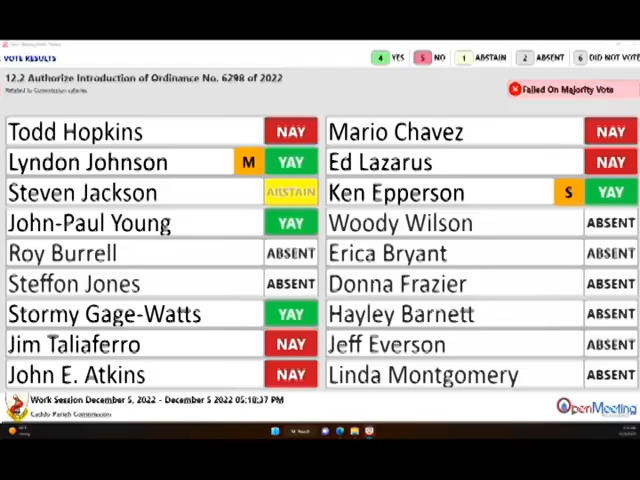 VOTE RESULTS
4 YES 5 NO 1 ABSTAIN 2 ABSENT 6 DID NOT VOTE
12.2 Authorize Introduction of Ordinance No. 6298 of 2022
Failed On Majority Vote
Todd Hopkins NAY Mario Chavez NAY
Lyndon Johnson M YAY Ed Lazarus NAY
Steven Jackson ABSTAIN Ken Epperson S YAY
John-Paul Young YAY Woody Wilson ABSENT
Roy Burrell ABSENT Erica Bryant ABSENT
Steffon Jones ABSENT Donna Frazier ABSENT
Stormy Gage-Watts YAY Hayley Barnett ABSENT
Jim Taliaferro NAY Jeff Everson ABSENT
John E. Atkins NAY Linda Montgomery ABSENT
Work Session December 5, 2022 - December 5 2022 05:10:37 PM
Caddo Parish Commission
OpenMeeting